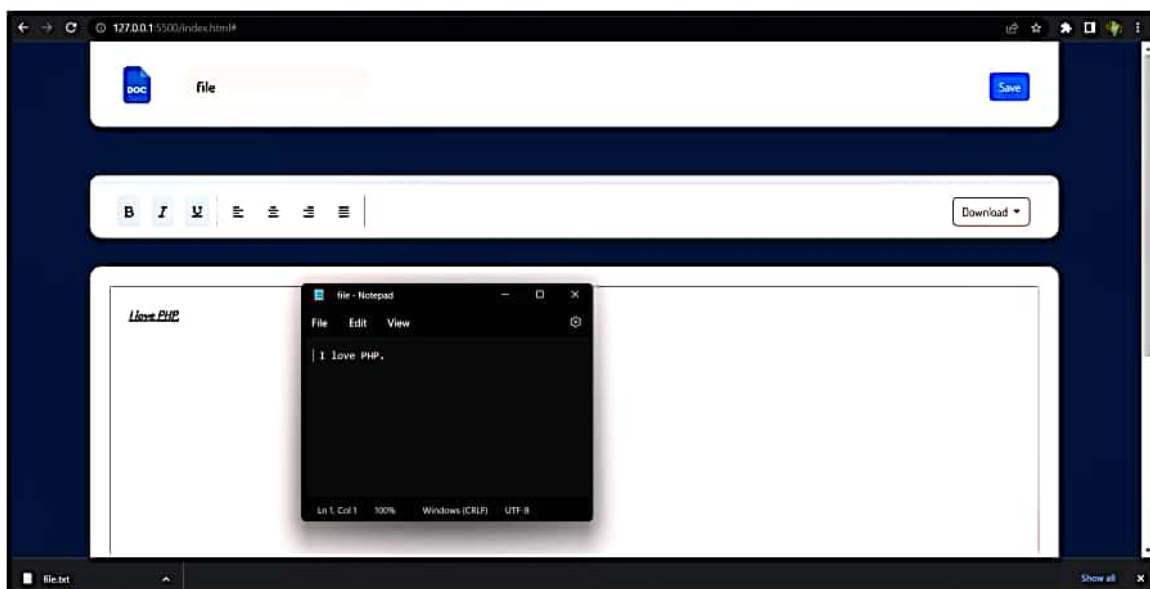 127.0.0.1:5500/index.html#
DOC
file
Save
B I U
Download
I love PHP.
file - Notepad
File Edit View
I love PHP.
Ln 1, Col 1 100% Windows (CRLF) UTF-8
file.txt
Show all